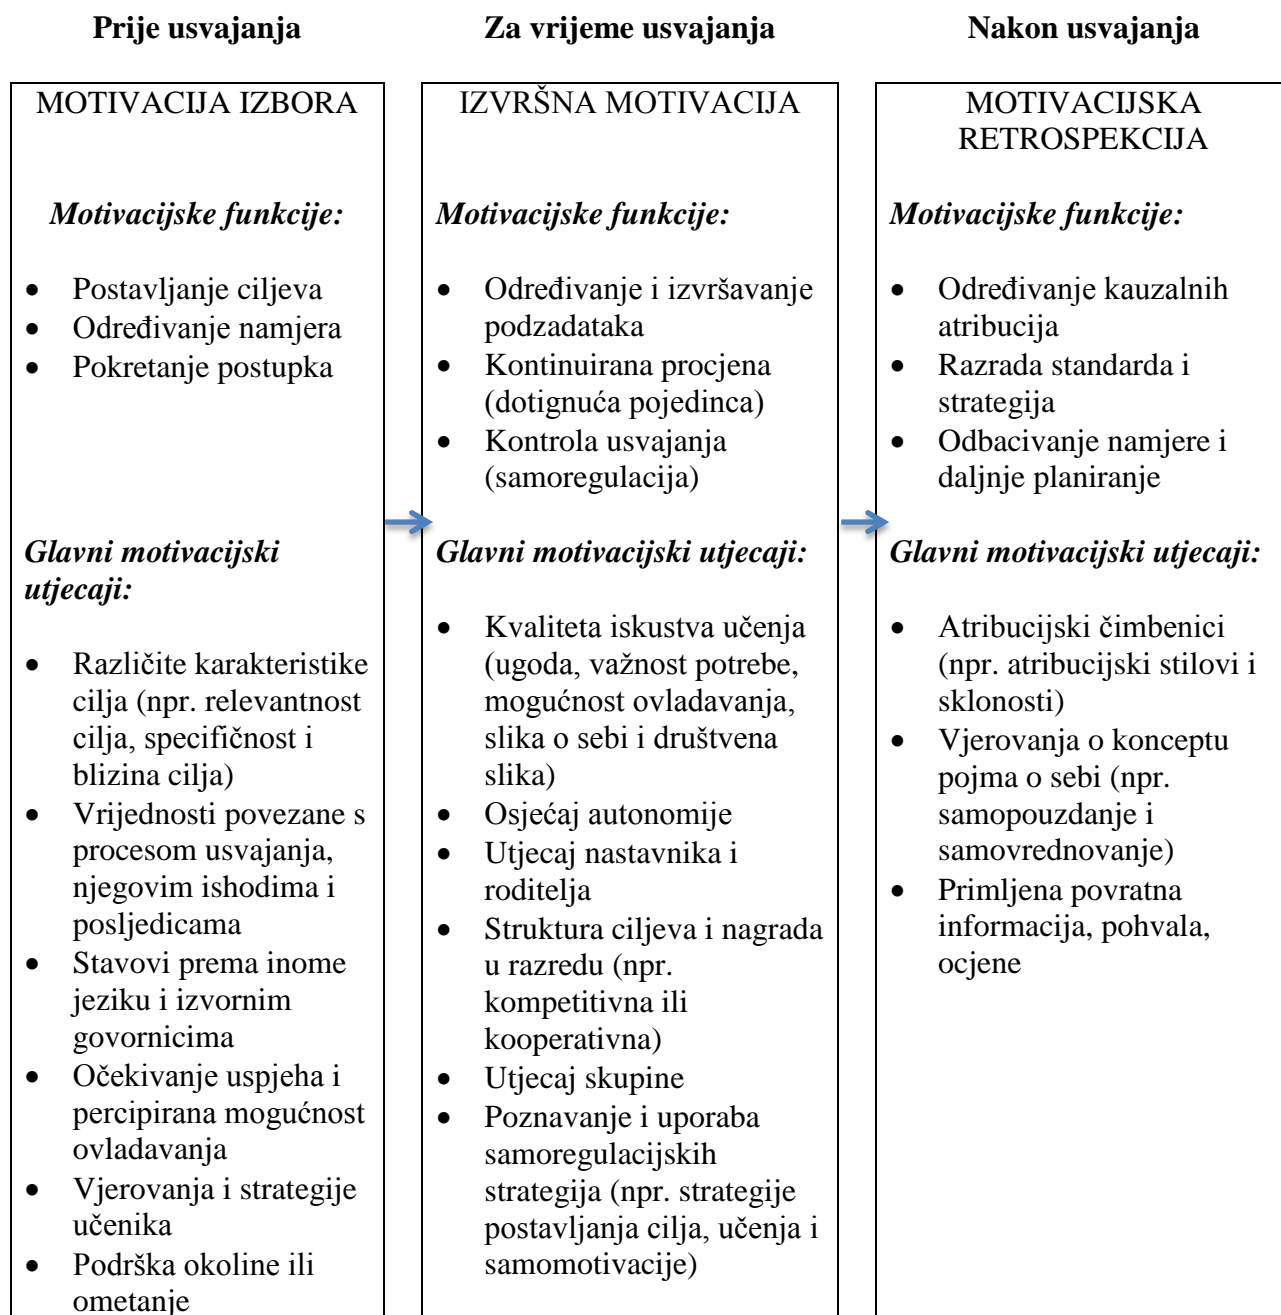 Prije usvajanja
MOTIVACIJA IZBORA
Motivacijske funkcije:
• Postavljanje ciljeva
• Određivanje namjera
• Pokretanje postupka
Glavni motivacijski
utjecaji:
• Različite karakteristike
cilja (npr. relevantnost
cilja, specifičnost i
blizina cilja)
• Vrijednosti povezane s
procesom usvajanja,
njegovim ishodima i
posljedicama
• Stavovi prema inome
jeziku i izvornim
govornicima
• Očekivanje uspjeha i
percipirana mogućnost
ovladavanja
• Vjerovanja i strategije
učenika
• Podrška okoline ili
ometanje
Za vrijeme usvajanja
IZVRŠNA MOTIVACIJA
Motivacijske funkcije:
• Određivanje i izvršavanje
podzadataka
• Kontinuirana procjena
(dotignuća pojedinca)
• Kontrola usvajanja
(samoregulacija)
Glavni motivacijski utjecaji:
• Kvaliteta iskustva učenja
(ugoda, važnost potrebe,
mogućnost ovladavanja,
slika o sebi i društvena
slika)
• Osjećaj autonomije
• Utjecaj nastavnika i
roditelja
• Struktura ciljeva i nagrada
u razredu (npr.
kompetitivna ili
kooperativna)
• Utjecaj skupine
• Poznavanje i uporaba
samoregulacijskih
strategija (npr. strategije
postavljanja cilja, učenja i
samomotivacije)
Nakon usvajanja
MOTIVACIJSKA
RETROSPEKCIJA
Motivacijske funkcije:
• Određivanje kauzalnih
atribucija
• Razrada standarda i
strategija
• Odbacivanje namjere i
daljnje planiranje
Glavni motivacijski utjecaji:
• Atribucijski čimbenici
(npr. atribucijski stilovi i
sklonosti)
• Vjerovanja o konceptu
pojma o sebi (npr.
samopouzdanje i
samovrednovanje)
• Primljena povratna
informacija, pohvala,
ocjene